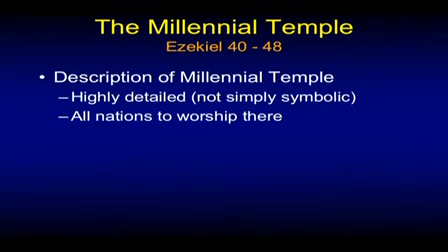 The Millennial Temple
Ezekiel 40 - 48
• Description of Millennial Temple
– Highly detailed (not simply symbolic)
– All nations to worship there